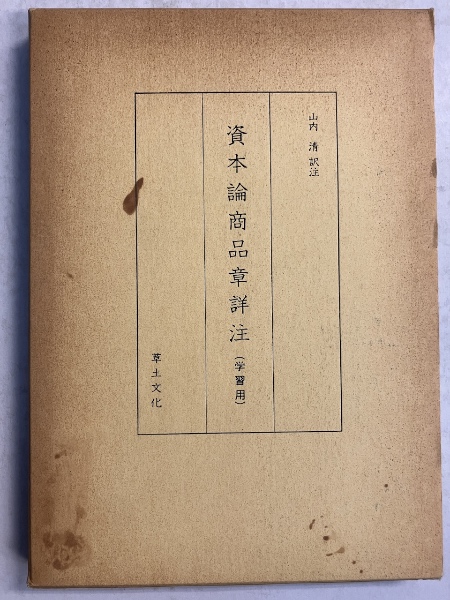 山内 清 訳注
資本論商品章詳注(学習用)
草土文化